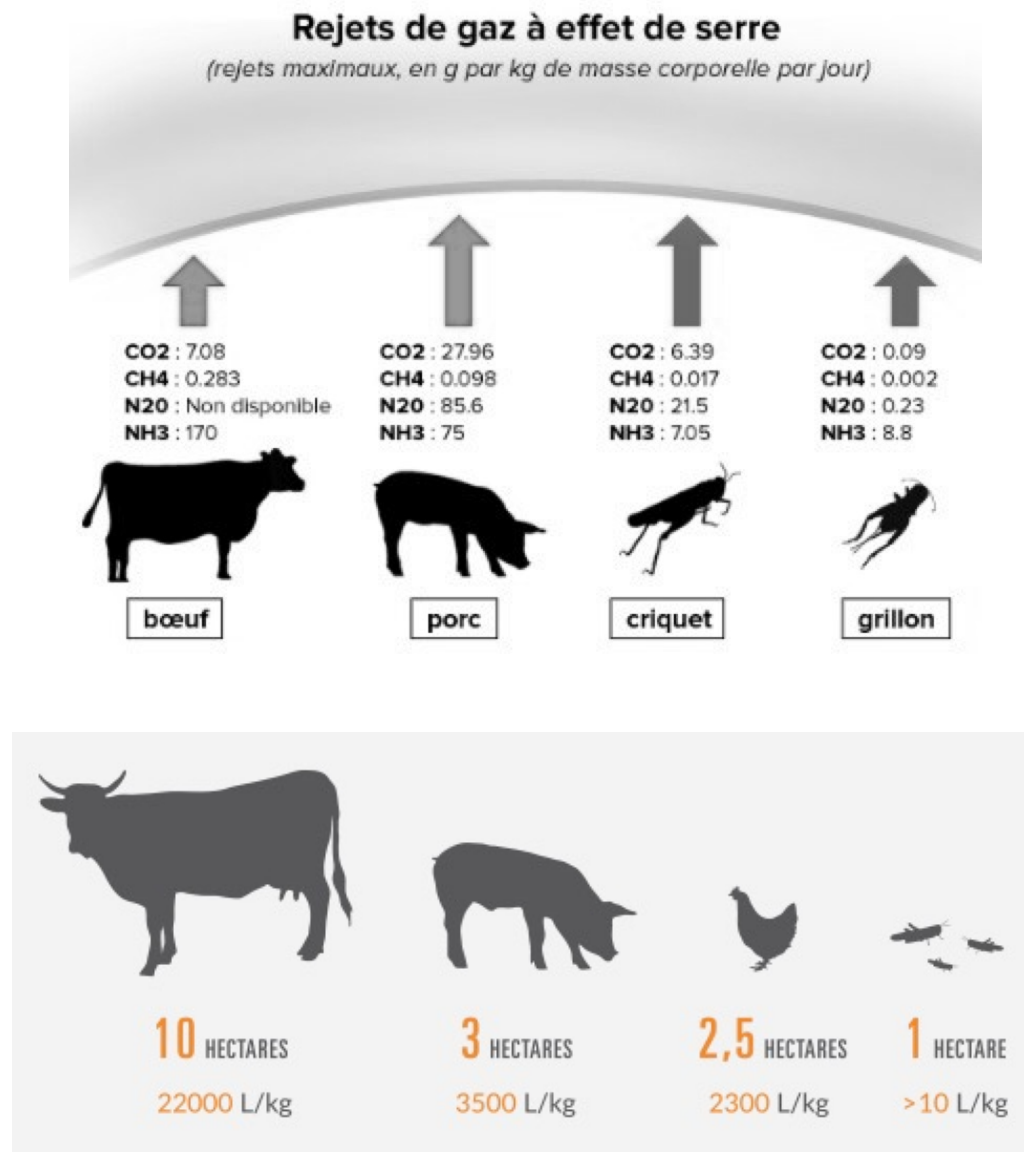 Rejets de gaz à effet de serre
(rejets maximaux, en g par kg de masse corporelle par jour)
CO2 : 7.08
CH4 : 0.283
N20 : Non disponible
NH3 : 170
bœuf
CO2 : 27.96
CH4 : 0.098
N20 : 85.6
NH3 : 75
porc
CO2 : 6.39
CH4 : 0.017
N20 : 21.5
NH3 : 7.05
criquet
CO2 : 0.09
CH4 : 0.002
N20 : 0.23
NH3 : 8.8
grillon
10 HECTARES
22000 L/kg
3 HECTARES
3500 L/kg
2,5 HECTARES
2300 L/kg
1 HECTARE
>10 L/kg